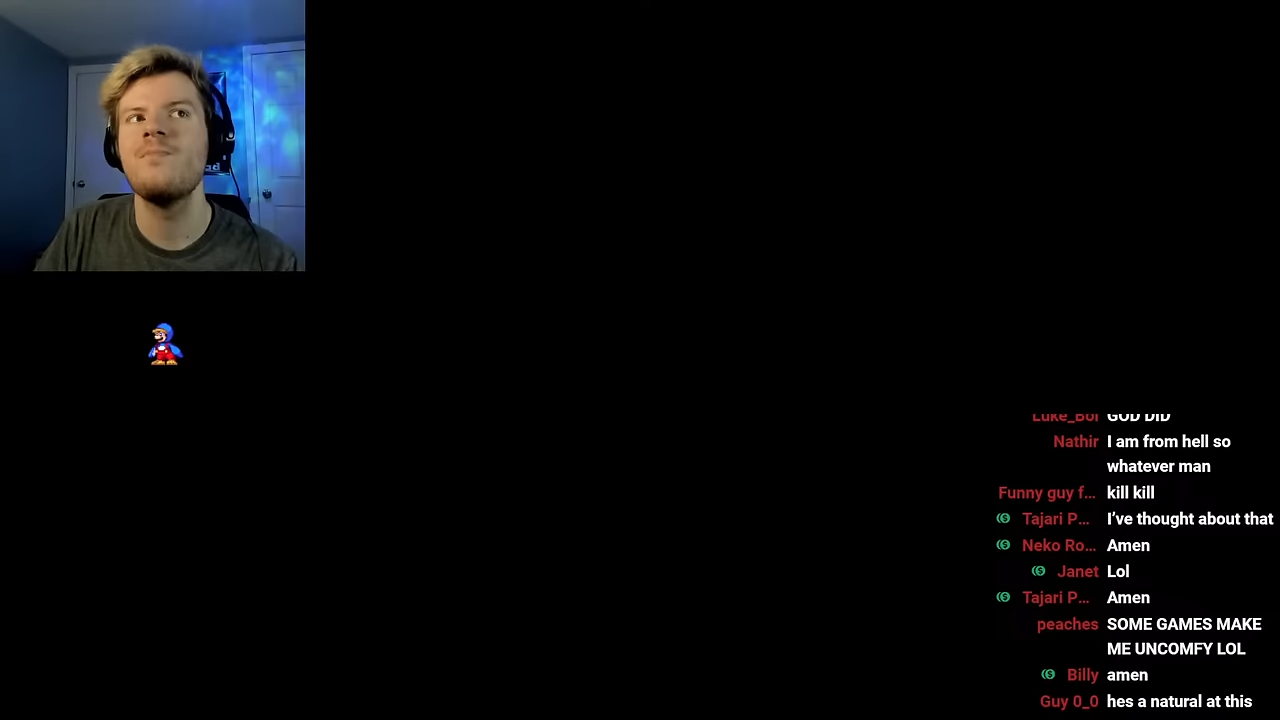 Luke_Boi GOD DID
Nathir I am from hell so
whatever man
Funny guy f... kill kill
Tajari P... I've thought about that
Neko Ro... Amen
Janet Lol
Tajari P... Amen
peaches SOME GAMES MAKE
ME UNCOMFY LOL
Billy amen
Guy 0_0 hes a natural at this